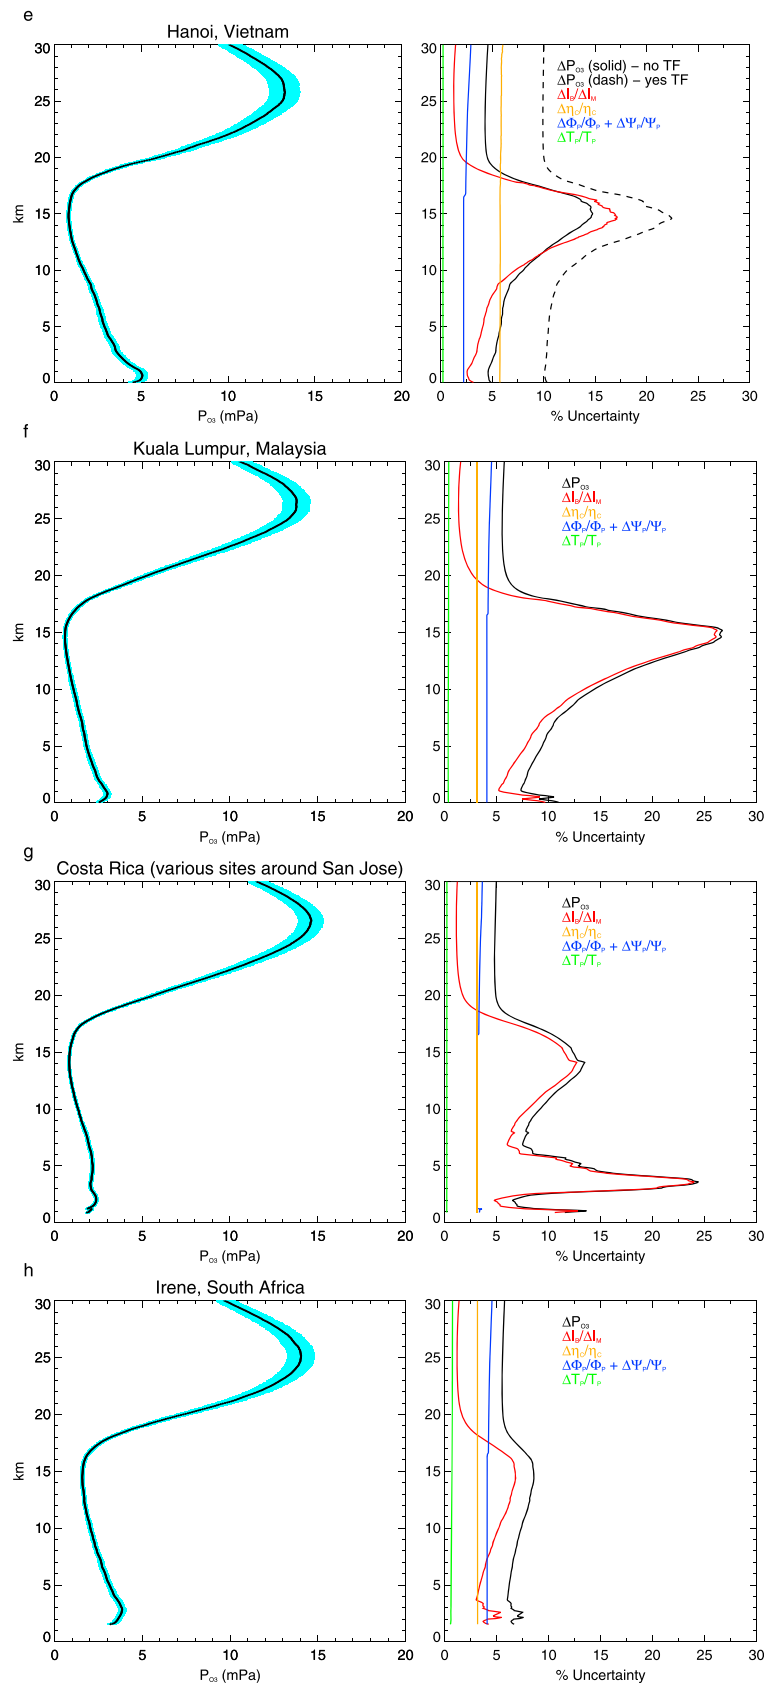 e
Hanoi, Vietnam
30
25
20
15
10
5
0
km
0 5 10 15 20
P_O3 (mPa)
30
25
20
15
10
5
0
ΔP_O3 (solid) – no TF
ΔP_O3 (dash) – yes TF
ΔI_B/ΔI_M
Δη_C/η_C
ΔΦ_P/Φ_P + ΔΨ_P/Ψ_P
ΔT_P/T_P
0 5 10 15 20 25 30
% Uncertainty
f
Kuala Lumpur, Malaysia
30
25
20
15
10
5
0
km
0 5 10 15 20
P_O3 (mPa)
30
25
20
15
10
5
0
ΔP_O3
ΔI_B/ΔI_M
Δη_C/η_C
ΔΦ_P/Φ_P + ΔΨ_P/Ψ_P
ΔT_P/T_P
0 5 10 15 20 25 30
% Uncertainty
g
Costa Rica (various sites around San Jose)
30
25
20
15
10
5
0
km
0 5 10 15 20
P_O3 (mPa)
30
25
20
15
10
5
0
ΔP_O3
ΔI_B/ΔI_M
Δη_C/η_C
ΔΦ_P/Φ_P + ΔΨ_P/Ψ_P
ΔT_P/T_P
0 5 10 15 20 25 30
% Uncertainty
h
Irene, South Africa
30
25
20
15
10
5
0
km
0 5 10 15 20
P_O3 (mPa)
30
25
20
15
10
5
0
ΔP_O3
ΔI_B/ΔI_M
Δη_C/η_C
ΔΦ_P/Φ_P + ΔΨ_P/Ψ_P
ΔT_P/T_P
0 5 10 15 20 25 30
% Uncertainty